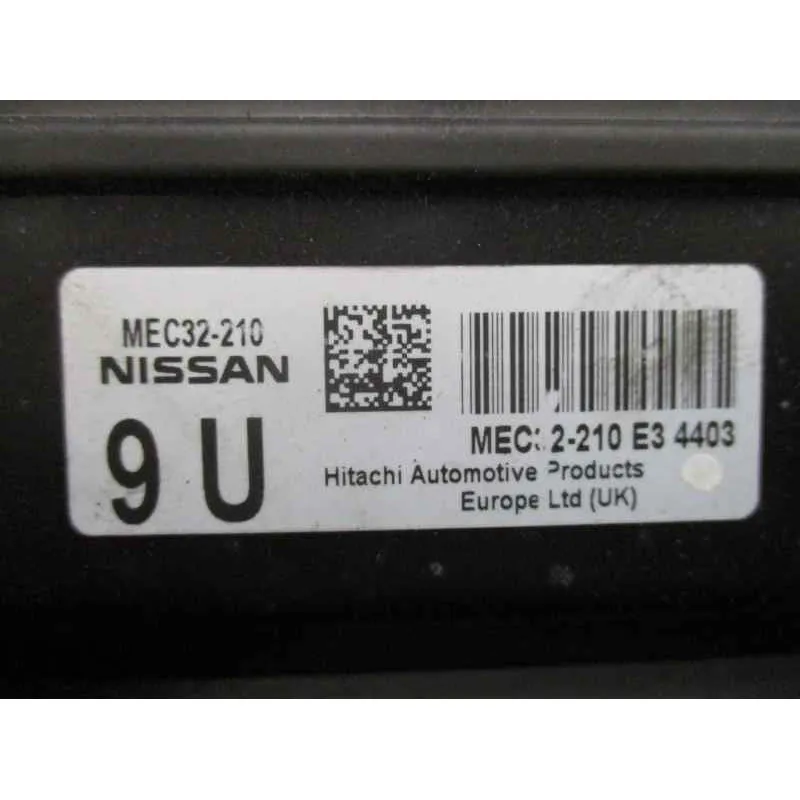 MEC32-210
NISSAN
9 U
MEC32-210 E3 4403
Hitachi Automotive Products
Europe Ltd (UK)